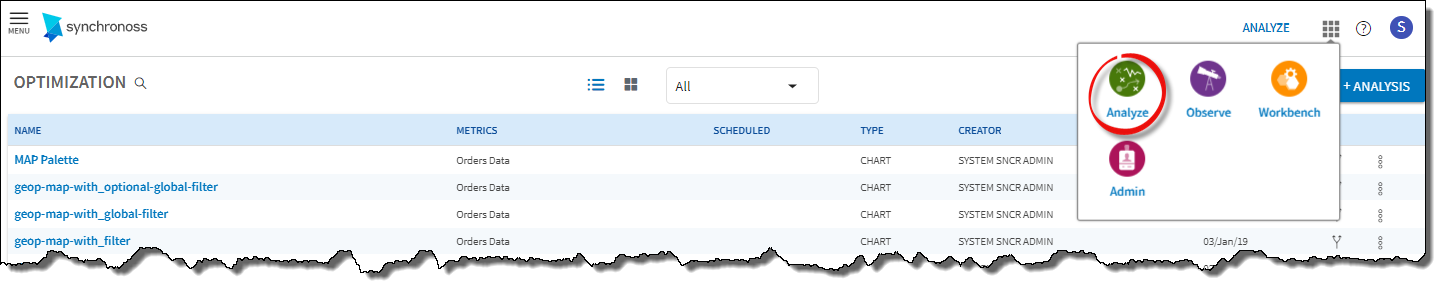 MENU synchronoss ANALYZE ? S
OPTIMIZATION All + ANALYSIS
Analyze Observe Workbench
Admin
NAME METRICS SCHEDULED TYPE CREATOR
MAP Palette Orders Data CHART SYSTEM SNCR ADMIN
geop-map-with_optional-global-filter Orders Data CHART SYSTEM SNCR ADMIN
geop-map-with_global-filter Orders Data CHART SYSTEM SNCR ADMIN
geop-map-with_filter Orders Data CHART SYSTEM SNCR ADMIN 03/Jan/19